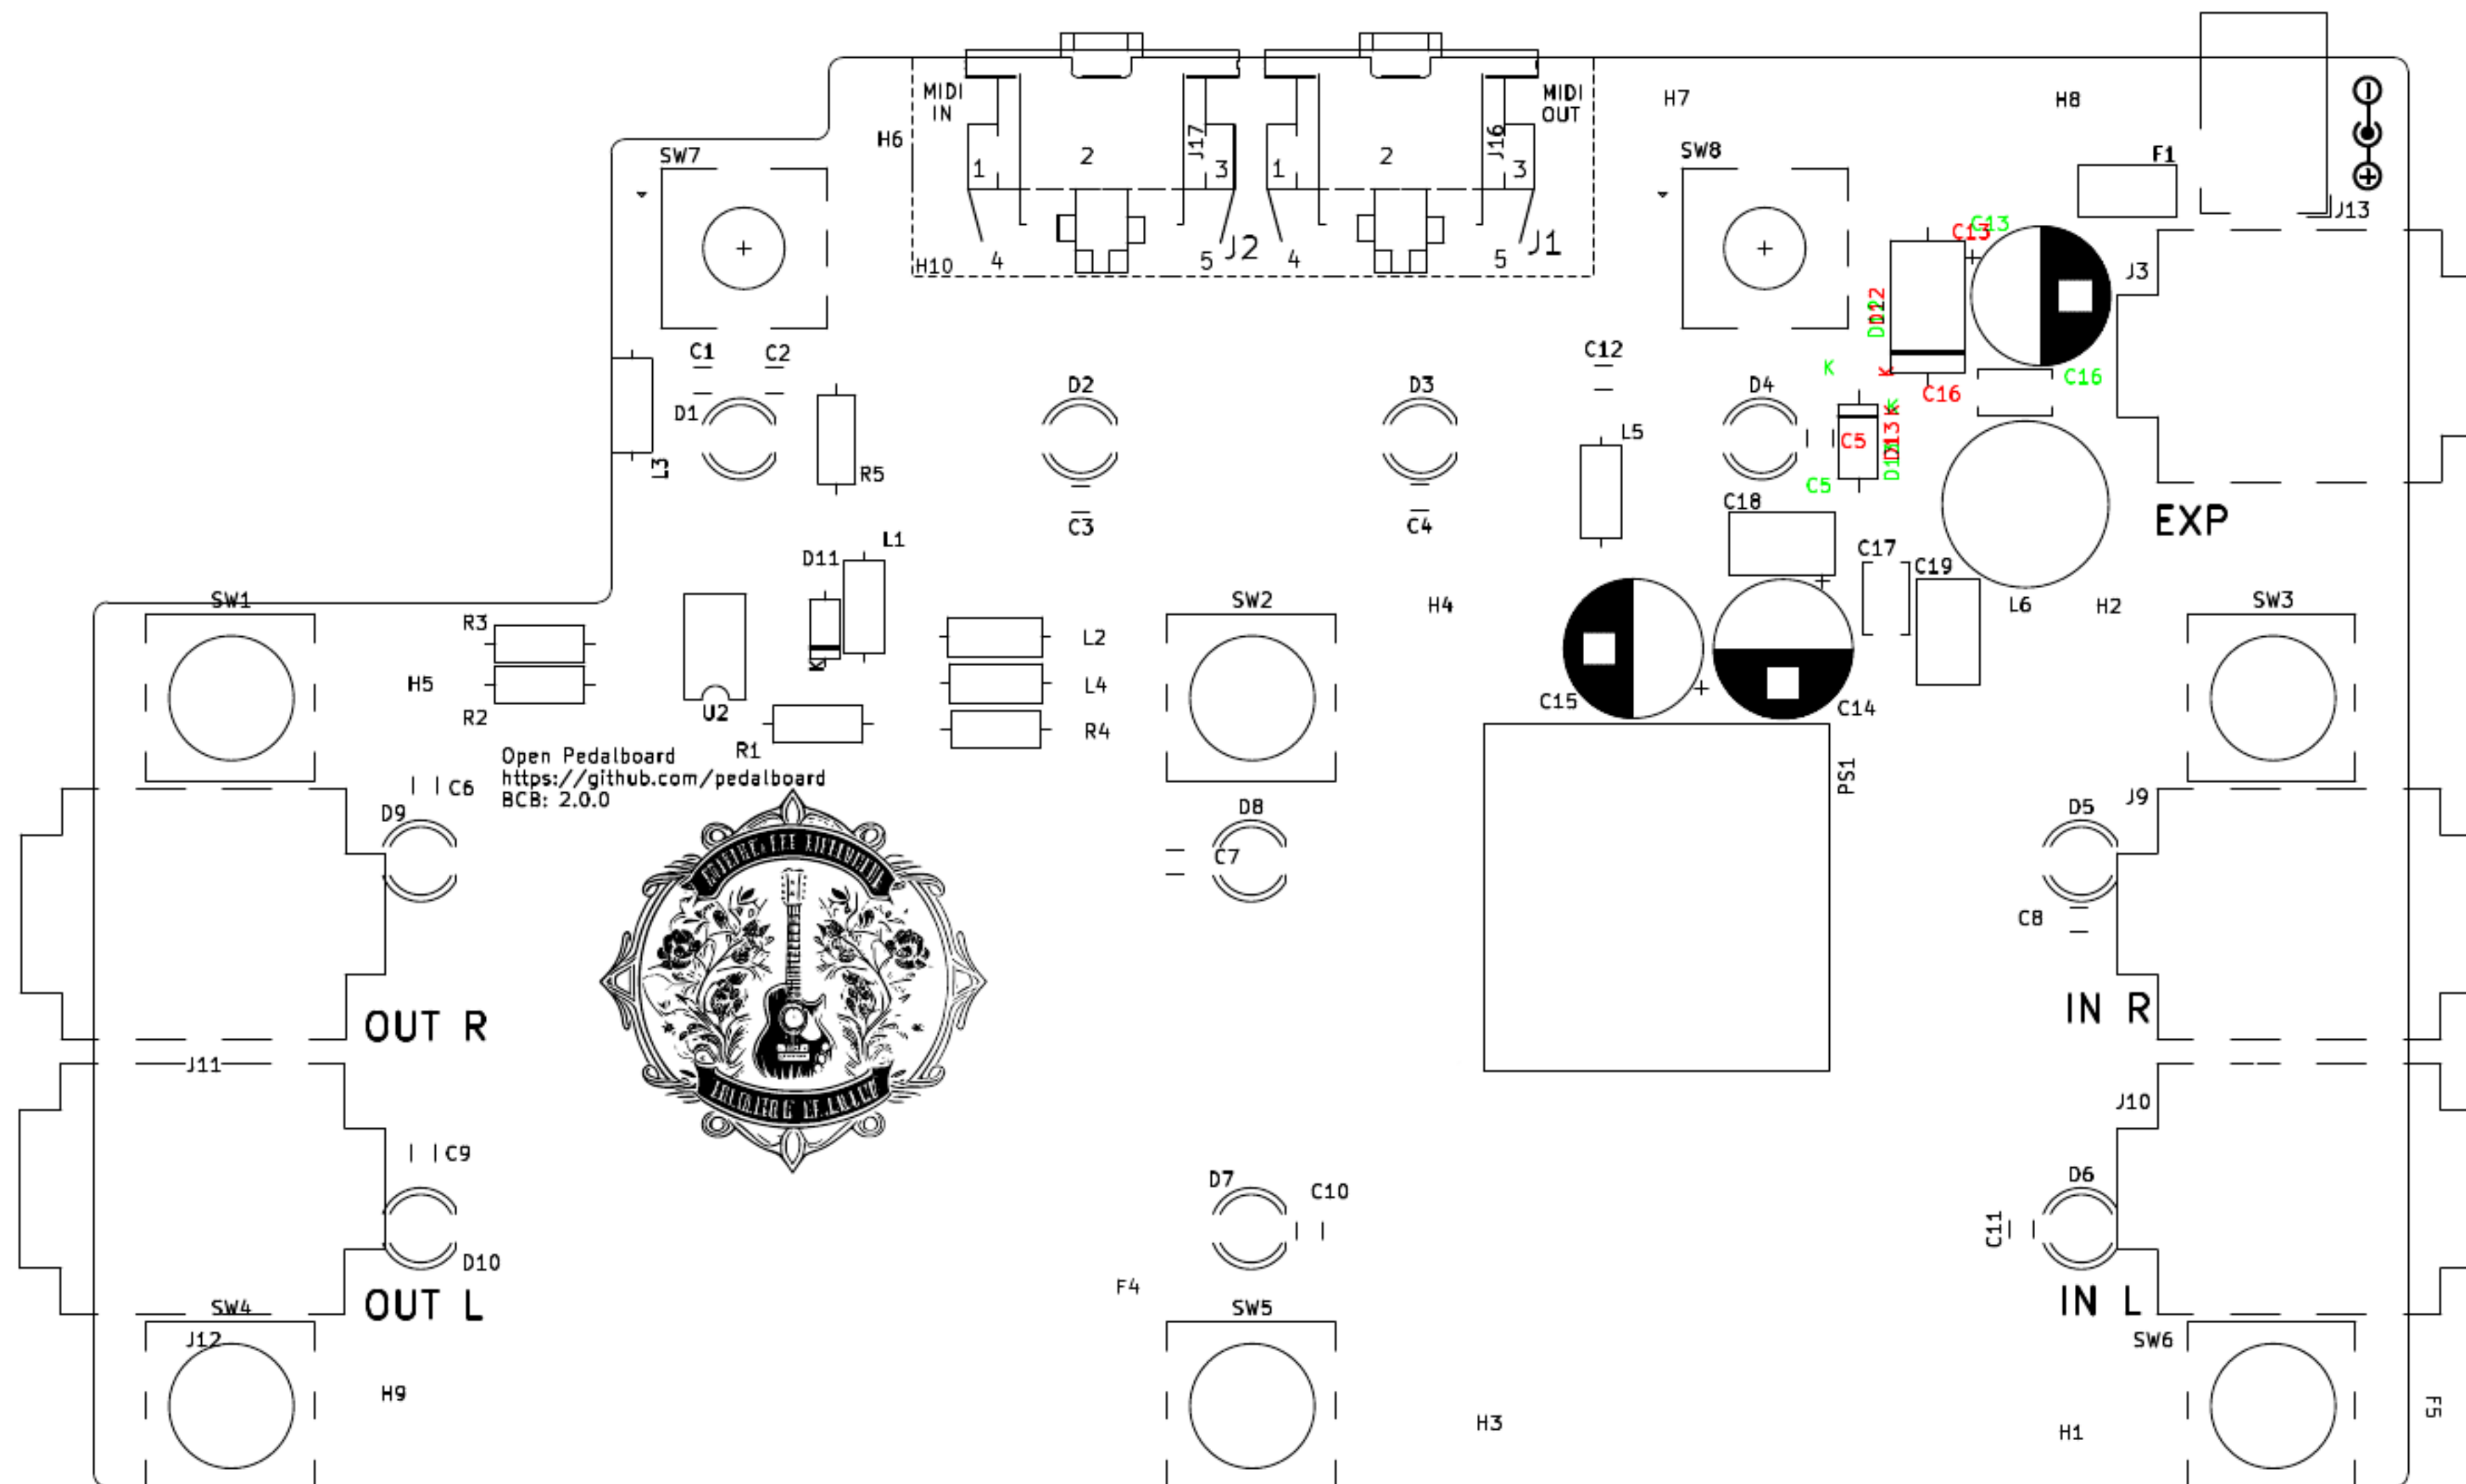 MIDI
IN
MIDI
OUT
H7
H8
H6
J17
J16
SW7
SW8
F1
1
2
3
1
2
3
J13
C13
C13
4
5
J2
4
5
J1
H10
J3
D12
D12
C1
C2
C12
K
K
C16
C16
D1
D2
D3
D4
K
K
L5
C5
D13
D13
L3
R5
C5
C3
C4
C18
EXP
L1
D11
C17
C19
SW1
SW2
H4
L6
H2
SW3
R3
L2
K
H5
L4
R2
U2
C15
C14
R4
R1
Open Pedalboard
https://github.com/pedalboard
BCB: 2.0.0
PS1
C6
D9
D8
J9
D5
C7
C8
OUT R
IN R
J11
J10
C9
D7
C10
D6
C11
D10
F4
OUT L
SW4
SW5
IN L
J12
SW6
H9
H3
H1
F5